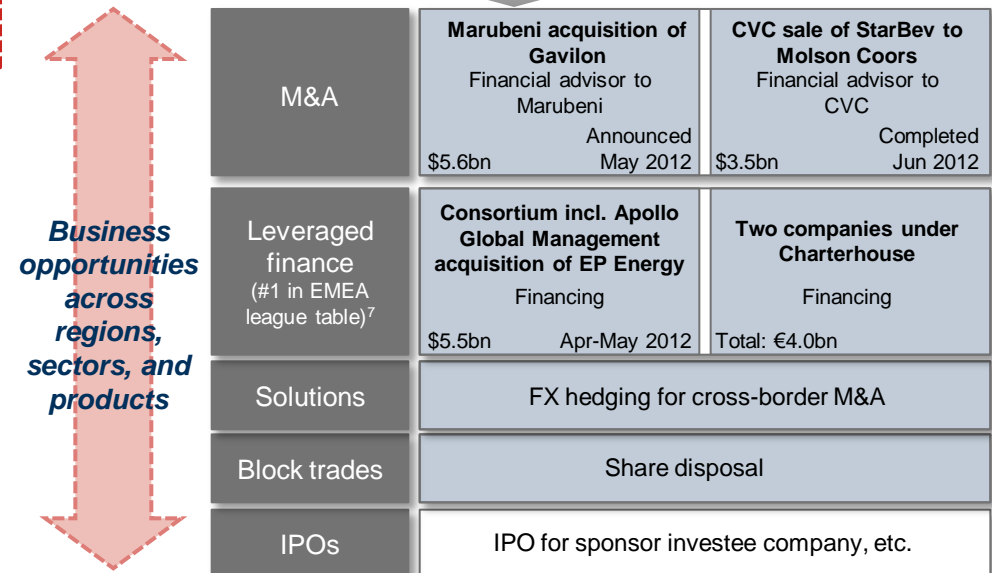 Business
opportunities
across
regions,
sectors, and
products
M&A
Marubeni acquisition of
Gavilon
Financial advisor to
Marubeni
Announced
$5.6bn May 2012
CVC sale of StarBev to
Molson Coors
Financial advisor to
CVC
Completed
$3.5bn Jun 2012
Leveraged
finance
(#1 in EMEA
league table)7
Consortium incl. Apollo
Global Management
acquisition of EP Energy
Financing
$5.5bn Apr-May 2012
Two companies under
Charterhouse
Financing
Total: €4.0bn
Solutions
FX hedging for cross-border M&A
Block trades
Share disposal
IPOs
IPO for sponsor investee company, etc.